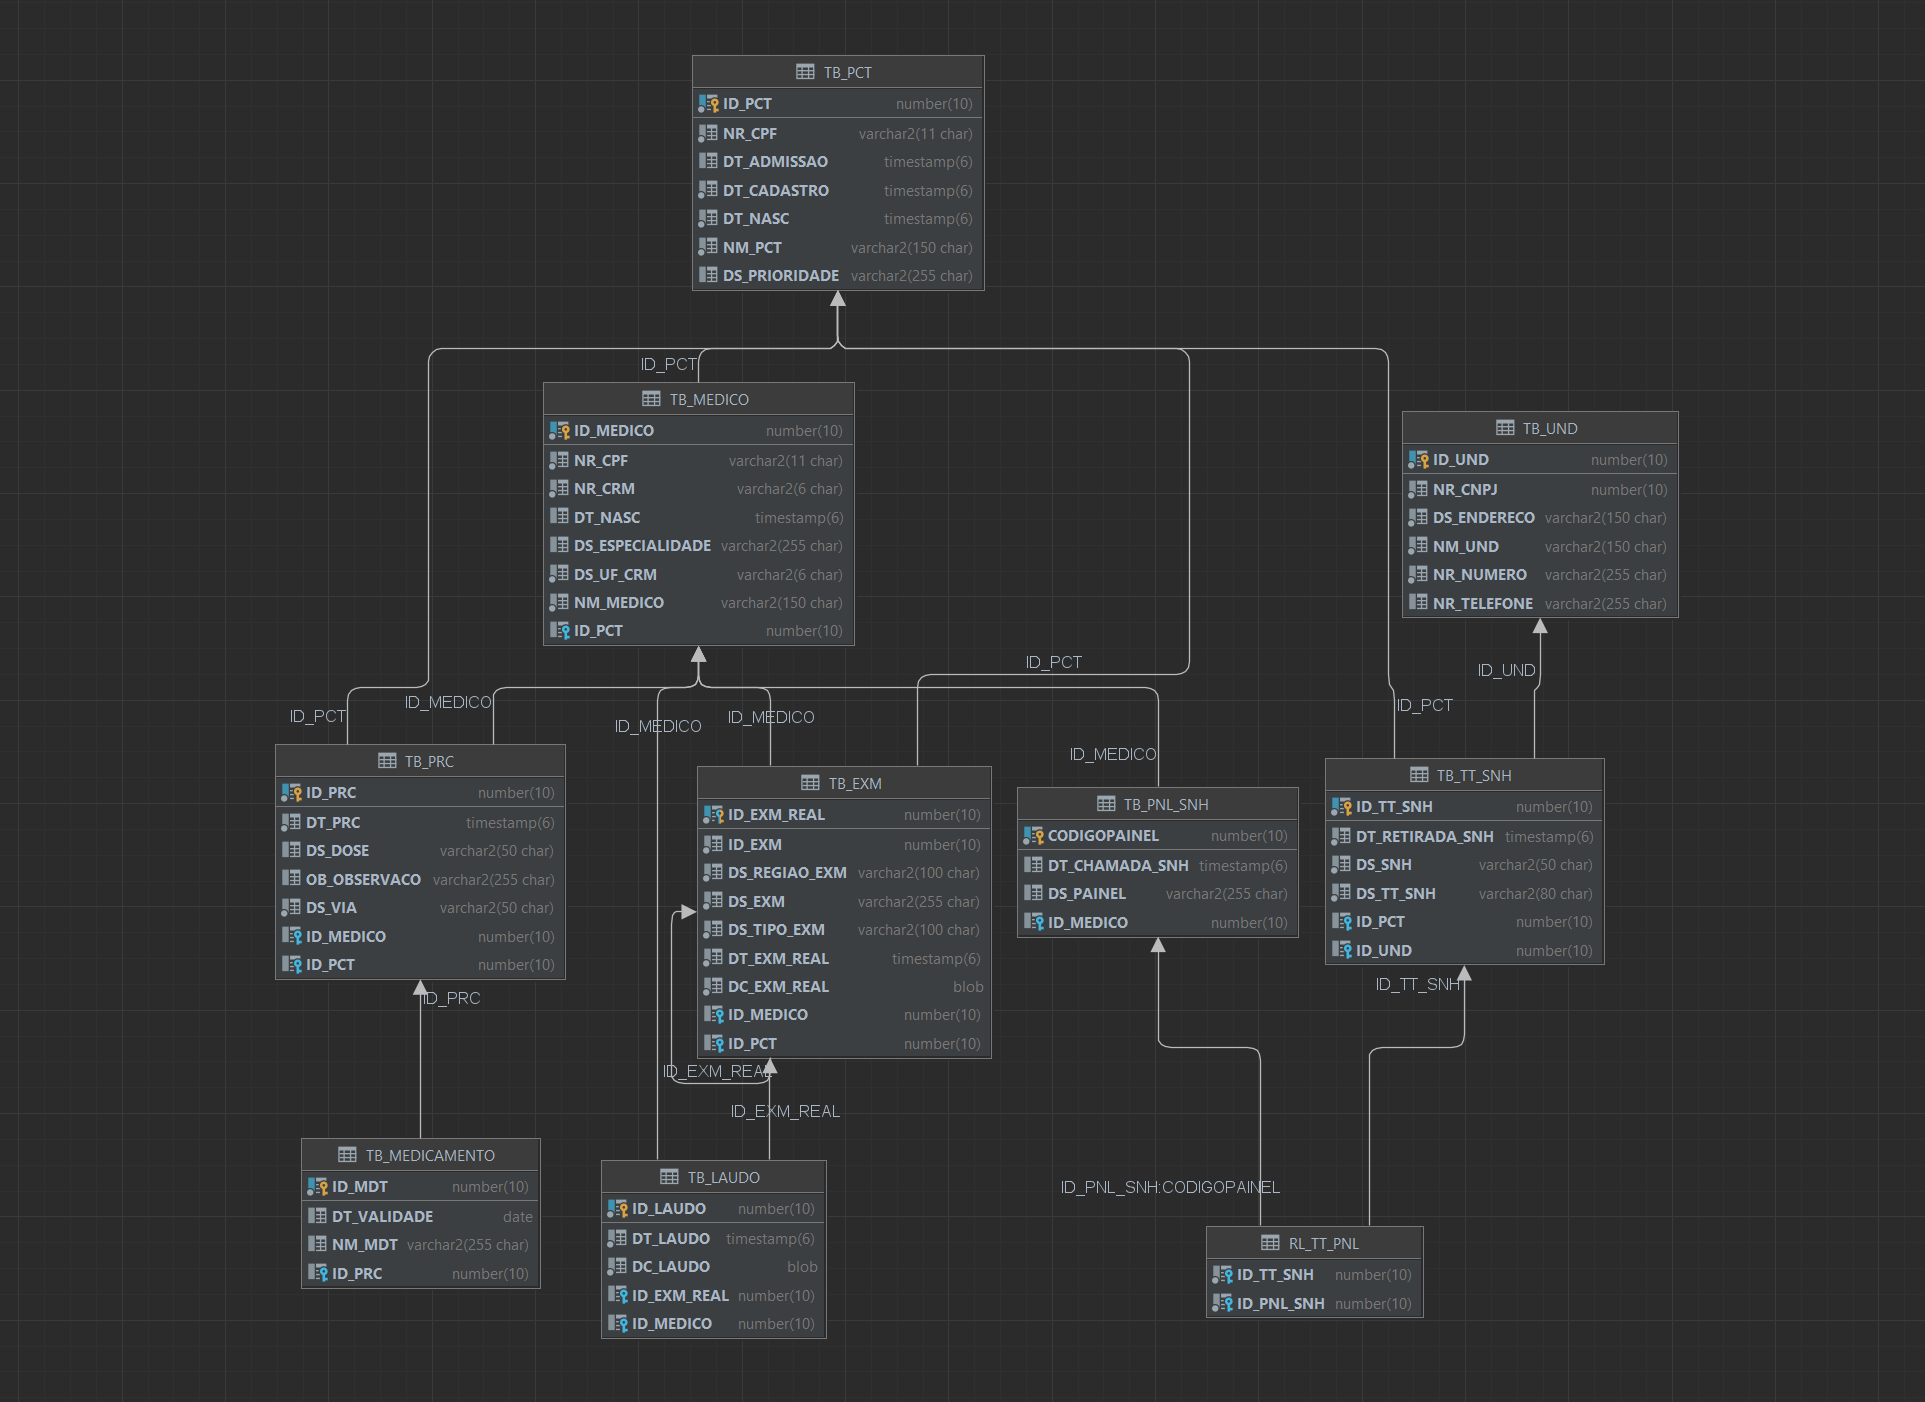 TB_PCT
ID_PCT number(10)
NR_CPF varchar2(11 char)
DT_ADMISSAO timestamp(6)
DT_CADASTRO timestamp(6)
DT_NASC timestamp(6)
NM_PCT varchar2(150 char)
DS_PRIORIDADE varchar2(255 char)
ID_PCT
TB_MEDICO
ID_MEDICO number(10)
NR_CPF varchar2(11 char)
NR_CRM varchar2(6 char)
DT_NASC timestamp(6)
DS_ESPECIALIDADE varchar2(255 char)
DS_UF_CRM varchar2(6 char)
NM_MEDICO varchar2(150 char)
ID_PCT number(10)
TB_UND
ID_UND number(10)
NR_CNPJ number(10)
DS_ENDERECO varchar2(150 char)
NM_UND varchar2(150 char)
NR_NUMERO varchar2(255 char)
NR_TELEFONE varchar2(255 char)
ID_PCT
ID_UND
ID_PCT
ID_MEDICO
ID_MEDICO
ID_MEDICO
ID_PCT
ID_MEDICO
TB_PRC
ID_PRC number(10)
DT_PRC timestamp(6)
DS_DOSE varchar2(50 char)
OB_OBSERVACO varchar2(255 char)
DS_VIA varchar2(50 char)
ID_MEDICO number(10)
ID_PCT number(10)
TB_EXM
ID_EXM_REAL number(10)
ID_EXM number(10)
DS_REGIAO_EXM varchar2(100 char)
DS_EXM varchar2(255 char)
DS_TIPO_EXM varchar2(100 char)
DT_EXM_REAL timestamp(6)
DC_EXM_REAL blob
ID_MEDICO number(10)
ID_PCT number(10)
TB_PNL_SNH
CODIGOPAINEL number(10)
DT_CHAMADA_SNH timestamp(6)
DS_PAINEL varchar2(255 char)
ID_MEDICO number(10)
TB_TT_SNH
ID_TT_SNH number(10)
DT_RETIRADA_SNH timestamp(6)
DS_SNH varchar2(50 char)
DS_TT_SNH varchar2(80 char)
ID_PCT number(10)
ID_UND number(10)
ID_PRC
ID_TT_SNH
ID_EXM_REAL
ID_EXM_REAL
ID_PNL_SNH:CODIGOPAINEL
TB_MEDICAMENTO
ID_MDT number(10)
DT_VALIDADE date
NM_MDT varchar2(255 char)
ID_PRC number(10)
TB_LAUDO
ID_LAUDO number(10)
DT_LAUDO timestamp(6)
DC_LAUDO blob
ID_EXM_REAL number(10)
ID_MEDICO number(10)
RL_TT_PNL
ID_TT_SNH number(10)
ID_PNL_SNH number(10)